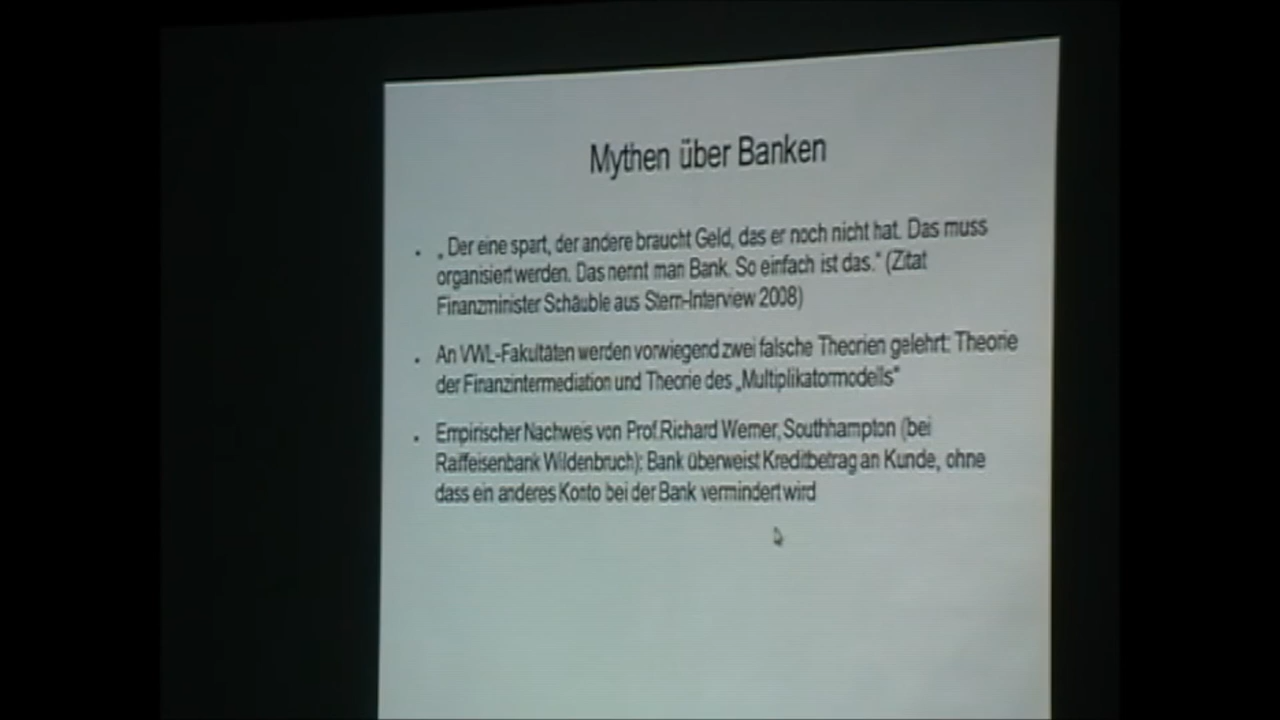 Mythen über Banken
• „Der eine spart, der andere braucht Geld, das er noch nicht hat. Das muss
organisiert werden. Das nennt man Bank. So einfach ist das.“ (Zitat
Finanzminister Schäuble aus Stern-Interview 2008)
• An VWL-Fakultäten werden vorwiegend zwei falsche Theorien gelehrt: Theorie
der Finanzintermediation und Theorie des „Multiplikatormodells“
• Empirischer Nachweis von Prof.Richard Werner, Southhampton (bei
Raiffeisenbank Wildenbruch): Bank überweist Kreditbetrag an Kunde, ohne
dass ein anderes Konto bei der Bank vermindert wird